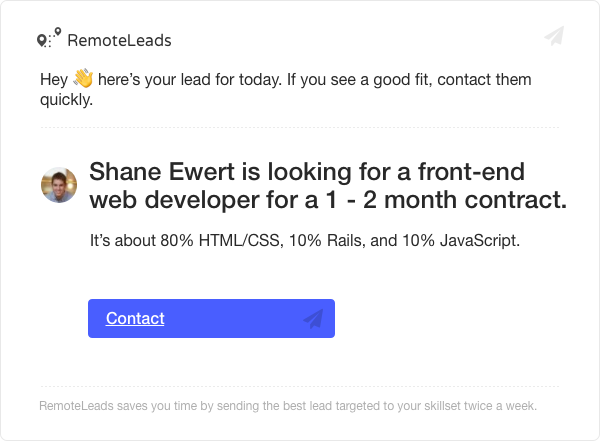 RemoteLeads
Hey 👋 here’s your lead for today. If you see a good fit, contact them
quickly.
Shane Ewert is looking for a front-end
web developer for a 1 - 2 month contract.
It’s about 80% HTML/CSS, 10% Rails, and 10% JavaScript.
Contact
RemoteLeads saves you time by sending the best lead targeted to your skillset twice a week.